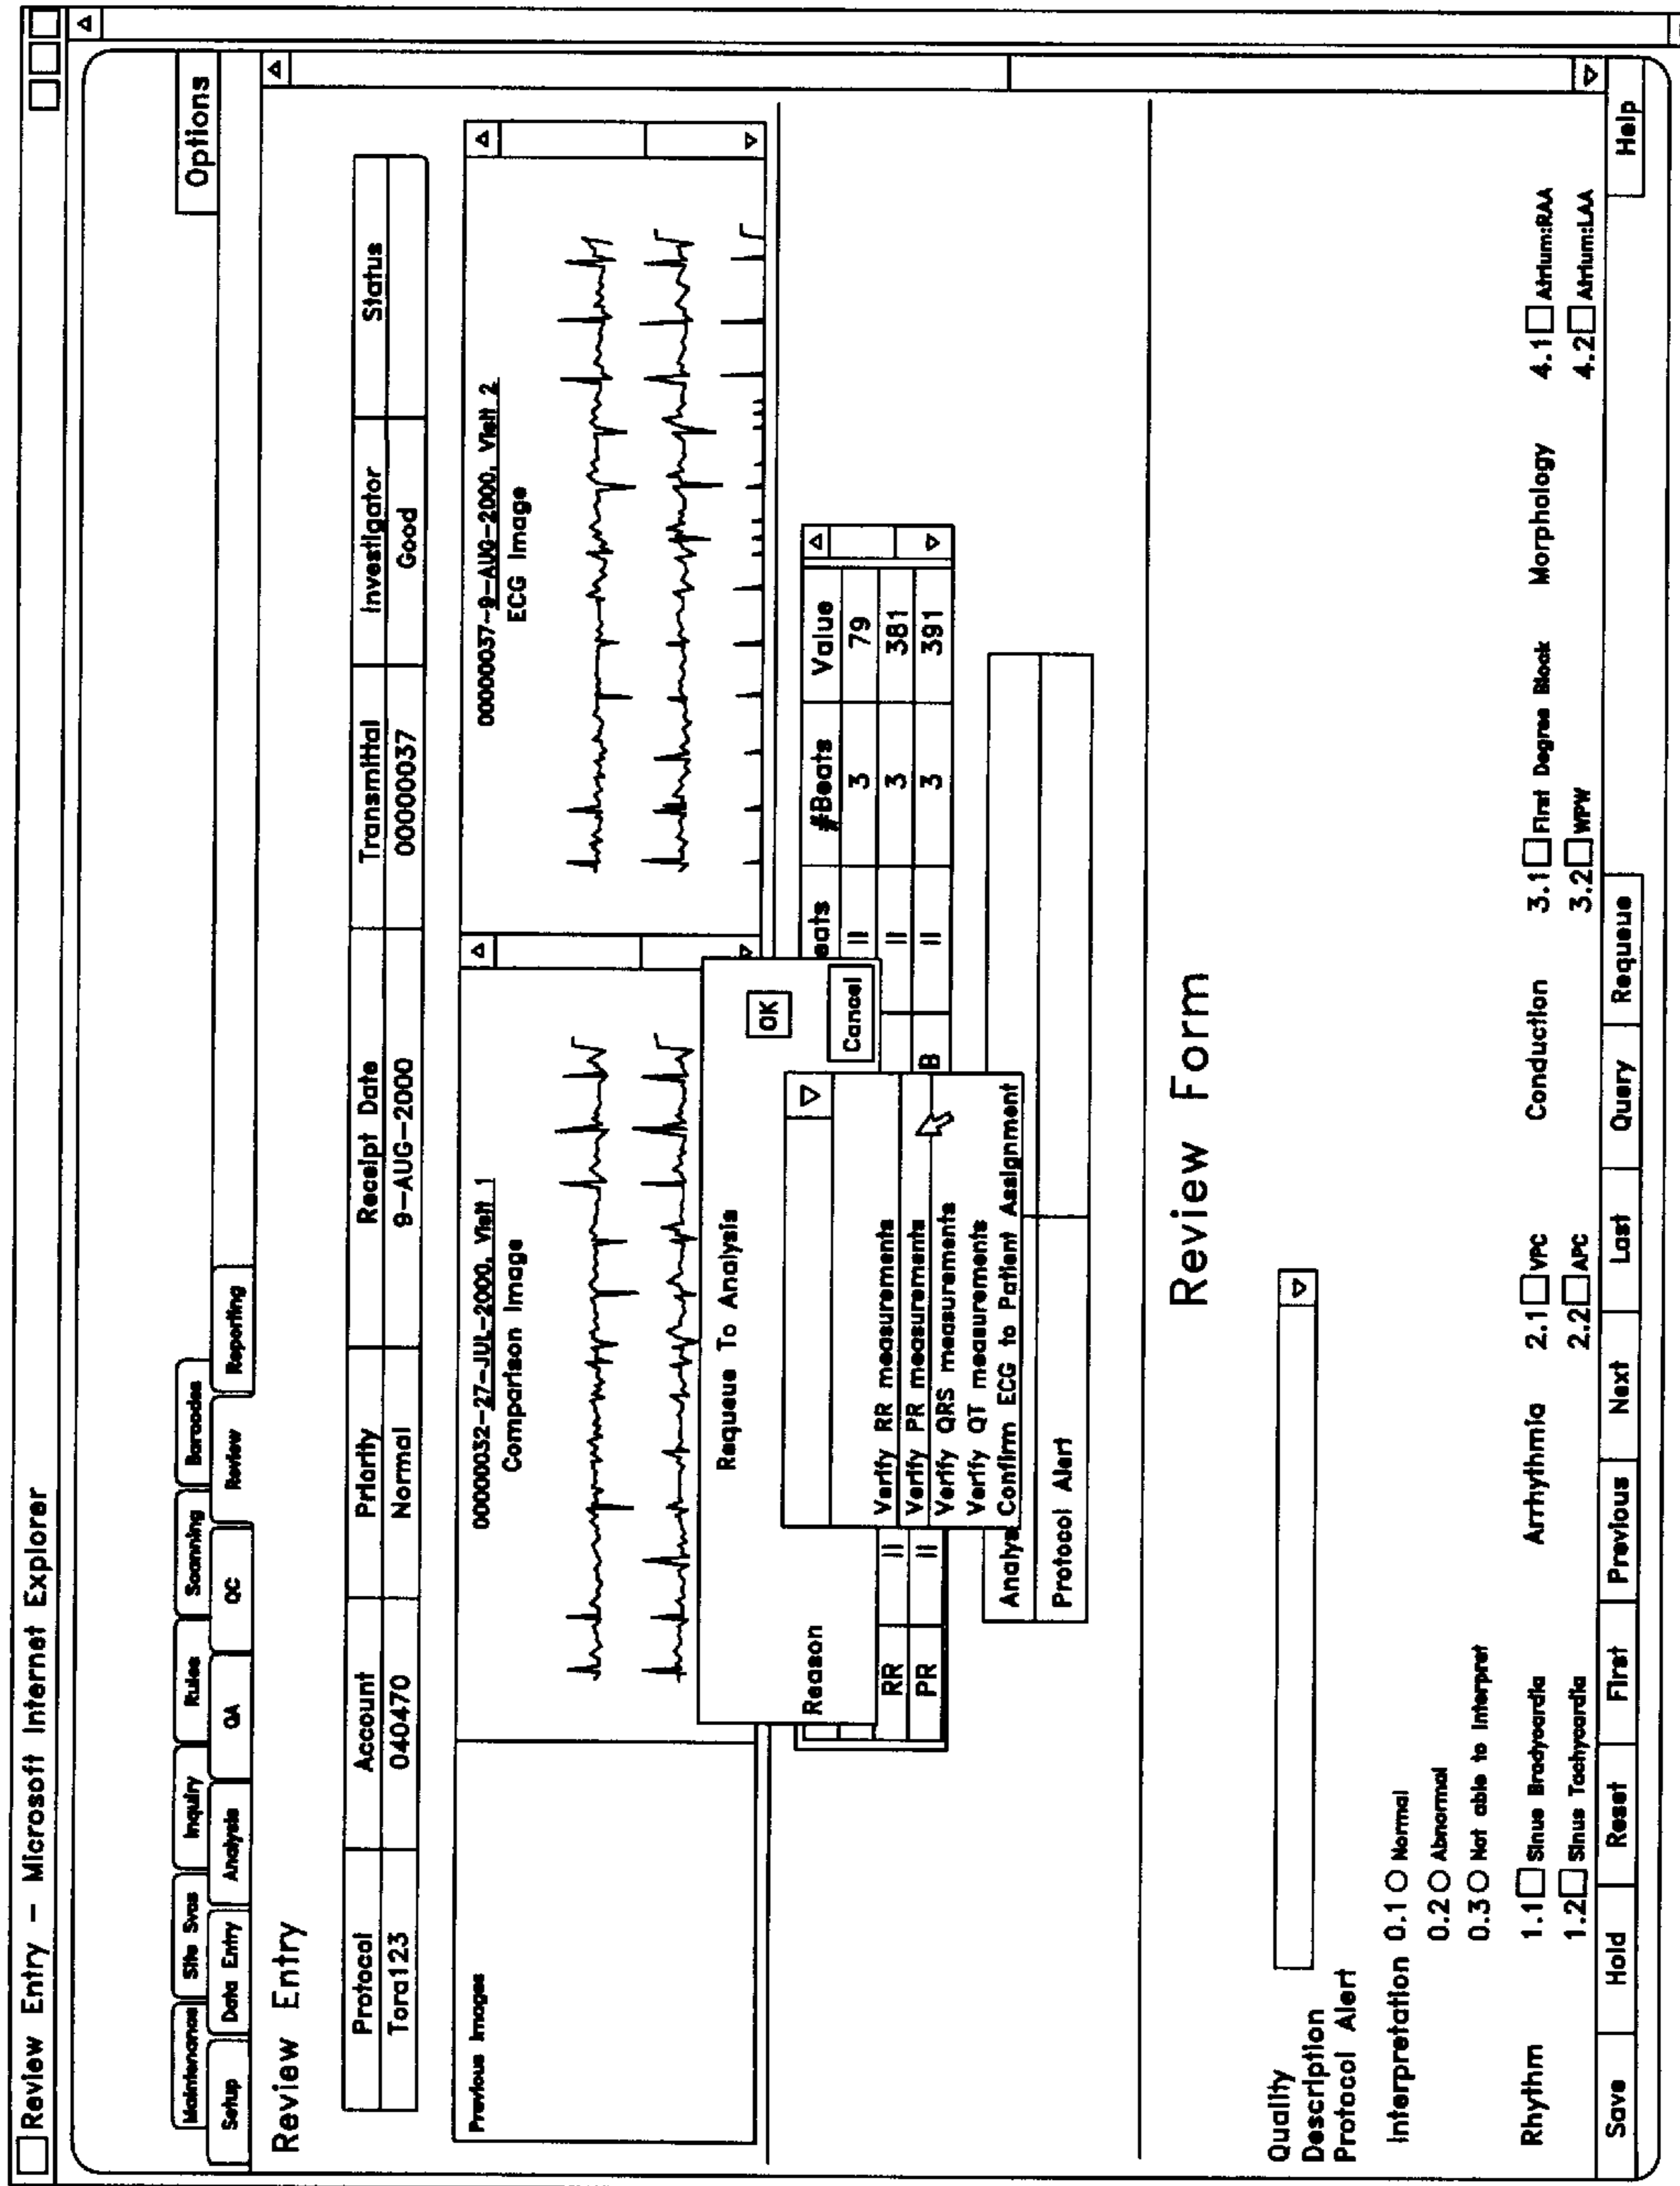 Review Entry – Microsoft Internet Explorer
Maintenance Site Svcs Inquiry Rules Scanning Barcodes
Setup Data Entry Analysis QA QC Review Reporting
Options
Review Entry
Protocol Account Priority Receipt Date Transmittal Investigator Status
Tora123 040470 Normal 9–AUG–2000 00000037 Good
Previous Images
00000032–27–JUL–2000, Visit 1
Comparison Image
00000037–9–AUG–2000, Visit 2
ECG Image
Requeue To Analysis
OK
Reason
Cancel
Verify RR measurements
Verify PR measurements
Verify QRS measurements
Verify QT measurements
Confirm ECG to Patient Assignment
eats #Beats Value
II 3 79
RR II II 3 381
PR II B II 3 391
Analys
Protocol Alert
Review Form
Quality
Description
Protocol Alert
Interpretation 0.1 Normal
0.2 Abnormal
0.3 Not able to Interpret
Rhythm 1.1 Sinus Bradycardia Arrhythmia 2.1 VPC Conduction 3.1 First Degree Block Morphology 4.1 Atrium:RAA
1.2 Sinus Tachycardia 2.2 APC 3.2 WPW 4.2 Atrium:LAA
Save Hold Reset First Previous Next Last Query Requeue Help